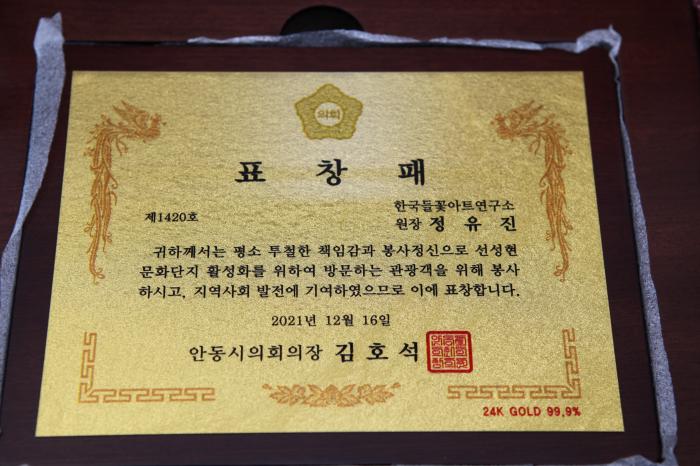 의회
표 창 패
제1420호
한국들꽃아트연구소
원장 정 유 진
귀하께서는 평소 투철한 책임감과 봉사정신으로 선성현
문화단지 활성화를 위하여 방문하는 관광객을 위해 봉사
하시고, 지역사회 발전에 기여하였으므로 이에 표창합니다.
2021년 12월 16일
안동시의회의장 김 호 석
24K GOLD 99.9%